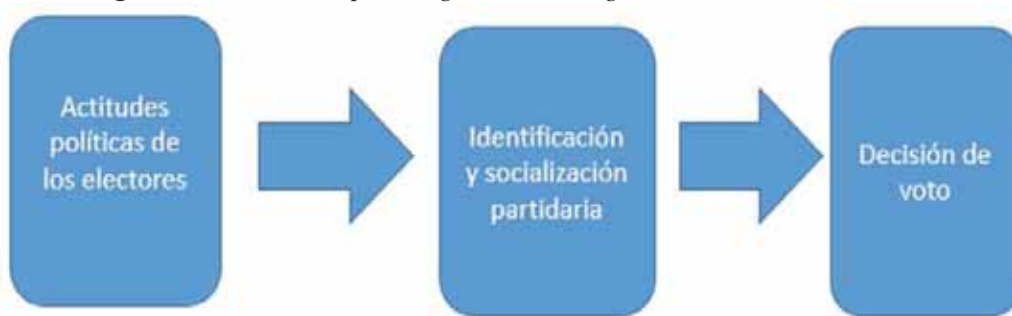 Actitudes
políticas de
los electores
Identificación
y socialización
partidaria
Decisión de
voto